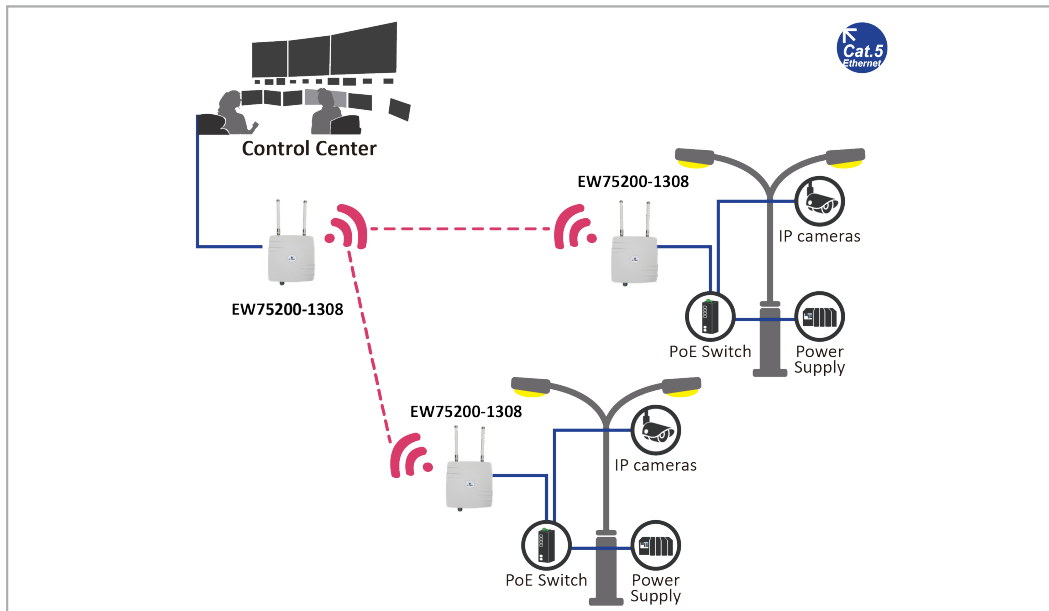 Cat.5
Ethernet
Control Center
EW75200-1308
EW75200-1308
IP cameras
PoE Switch
Power
Supply
EW75200-1308
IP cameras
PoE Switch
Power
Supply